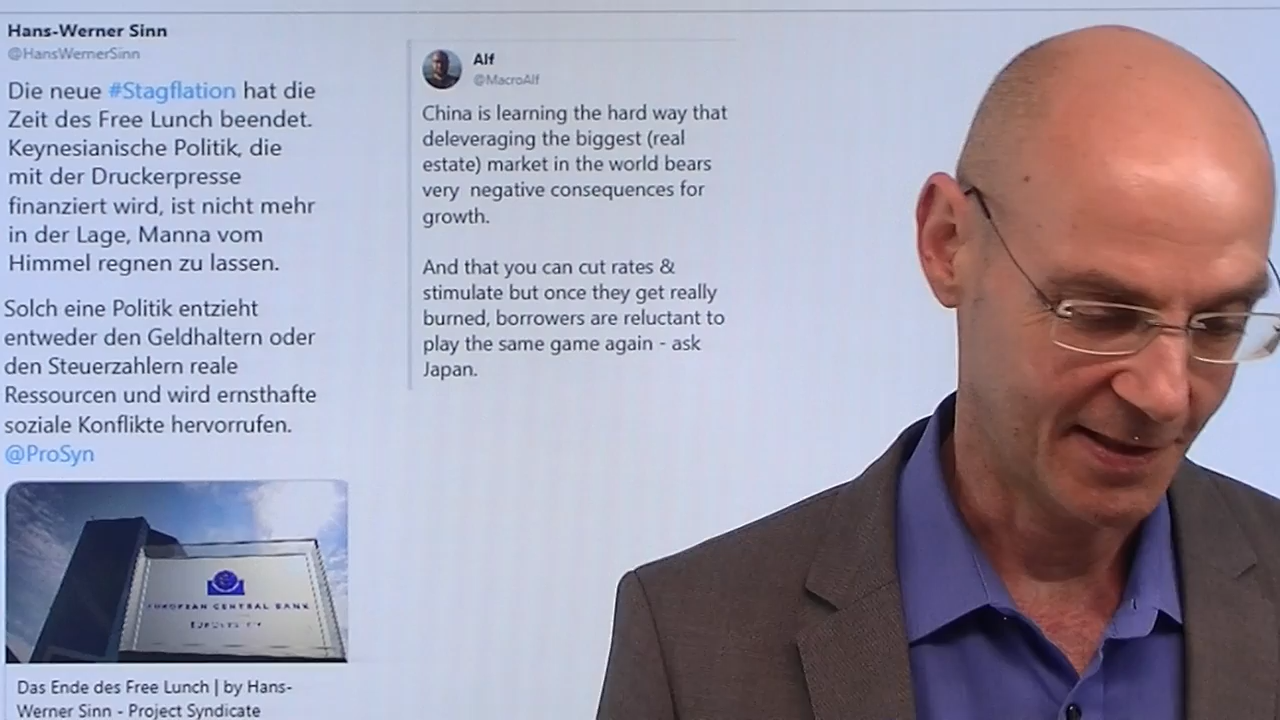 Hans-Werner Sinn
@HansWernerSinn
Die neue #Stagflation hat die
Zeit des Free Lunch beendet.
Keynesianische Politik, die
mit der Druckerpresse
finanziert wird, ist nicht mehr
in der Lage, Manna vom
Himmel regnen zu lassen.
Solch eine Politik entzieht
entweder den Geldhaltern oder
den Steuerzahlern reale
Ressourcen und wird ernsthafte
soziale Konflikte hervorrufen.
@ProSyn
EUROPEAN CENTRAL BANK
EUROSYSTEM
Das Ende des Free Lunch | by Hans-
Werner Sinn - Project Syndicate
Alf
@MacroAlf
China is learning the hard way that
deleveraging the biggest (real
estate) market in the world bears
very negative consequences for
growth.
And that you can cut rates &
stimulate but once they get really
burned, borrowers are reluctant to
play the same game again - ask
Japan.